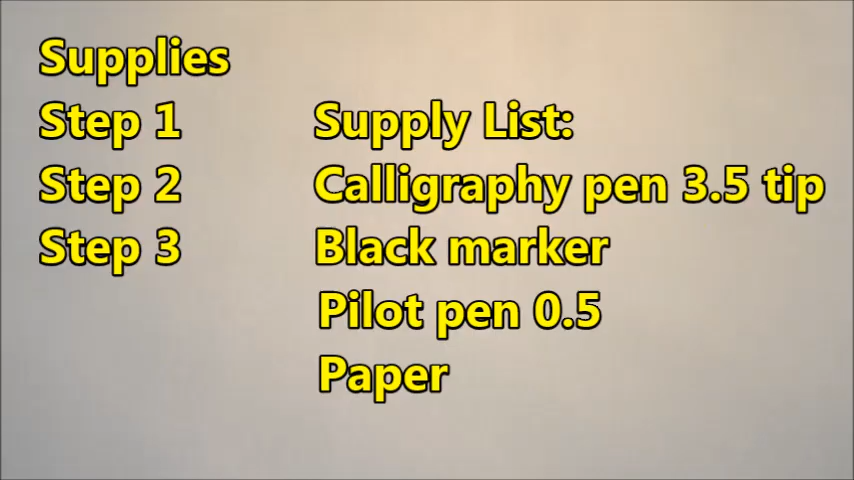 Supplies
Step 1
Step 2
Step 3
Supply List:
Calligraphy pen 3.5 tip
Black marker
Pilot pen 0.5
Paper